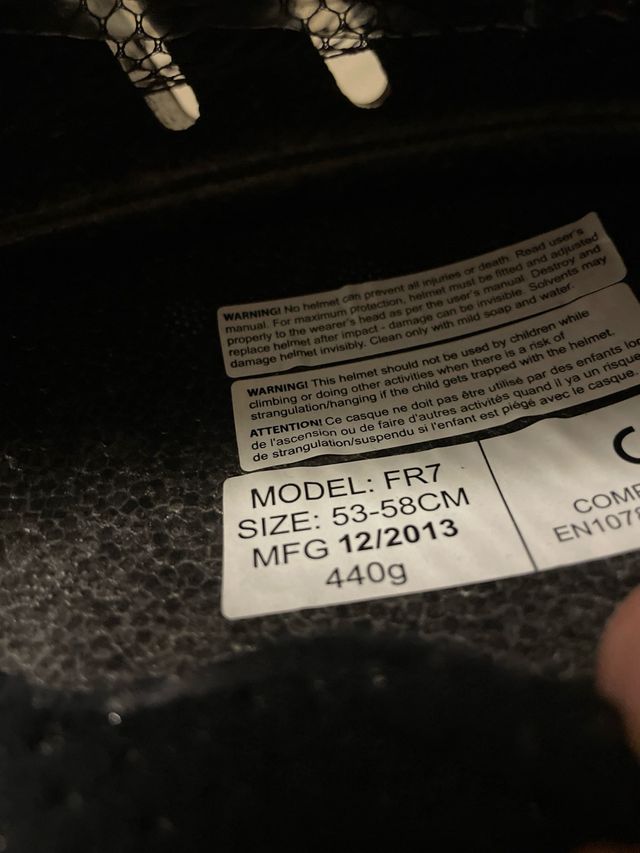 WARNING! No helmet can prevent all injuries or death. Read user's
manual. For maximum protection, helmet must be fitted and adjusted
properly to the wearer's head as per the user's manual. Destroy and
replace helmet after impact - damage can be invisible. Solvents may
damage helmet invisibly. Clean only with mild soap and water.
WARNING! This helmet should not be used by children while
climbing or doing other activities when there is a risk of
strangulation/hanging if the child gets trapped with the helmet.
ATTENTION! Ce casque ne doit pas être utilisé par des enfants lors
de l'ascension ou de faire d'autres activités quand il ya un risque
de strangulation/suspendu si l'enfant est piégé avec le casque.
MODEL: FR7
SIZE: 53-58CM
MFG 12/2013
440g
C
COMP
EN1078